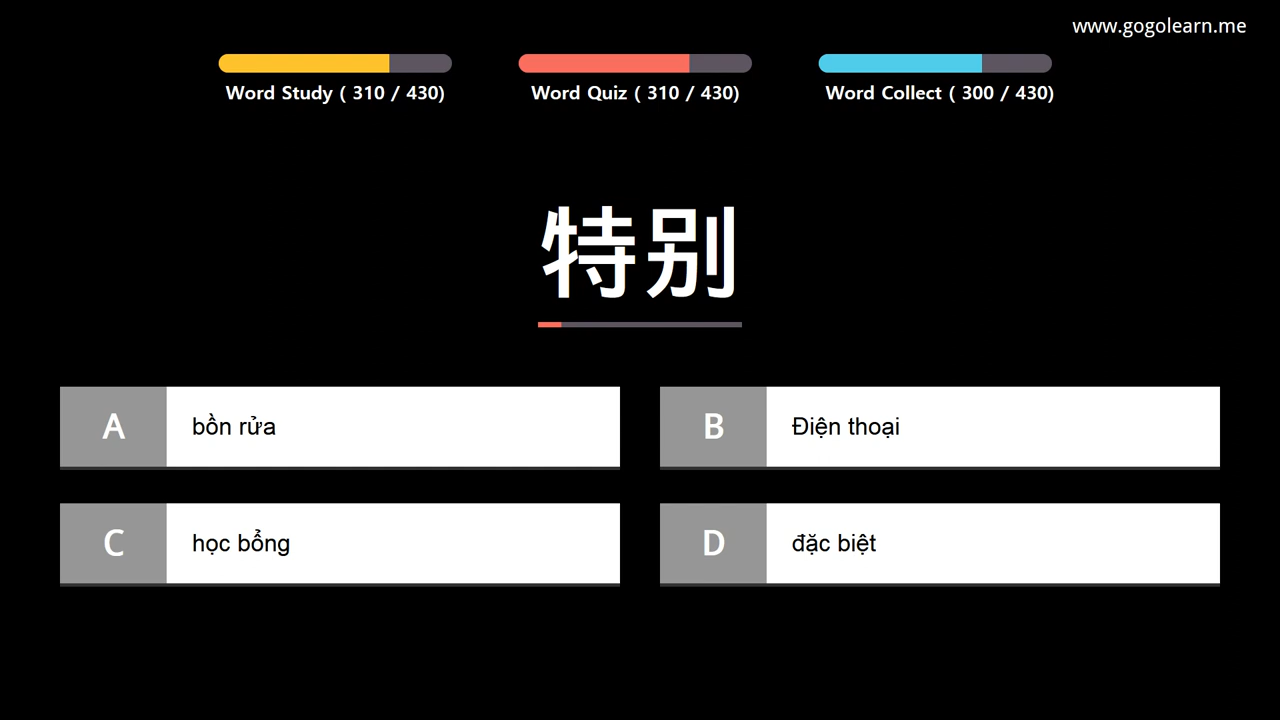 www.gogolearn.me
Word Study ( 310 / 430)
Word Quiz ( 310 / 430)
Word Collect ( 300 / 430)
特别
A bồn rửa
B Điện thoại
C học bổng
D đặc biệt